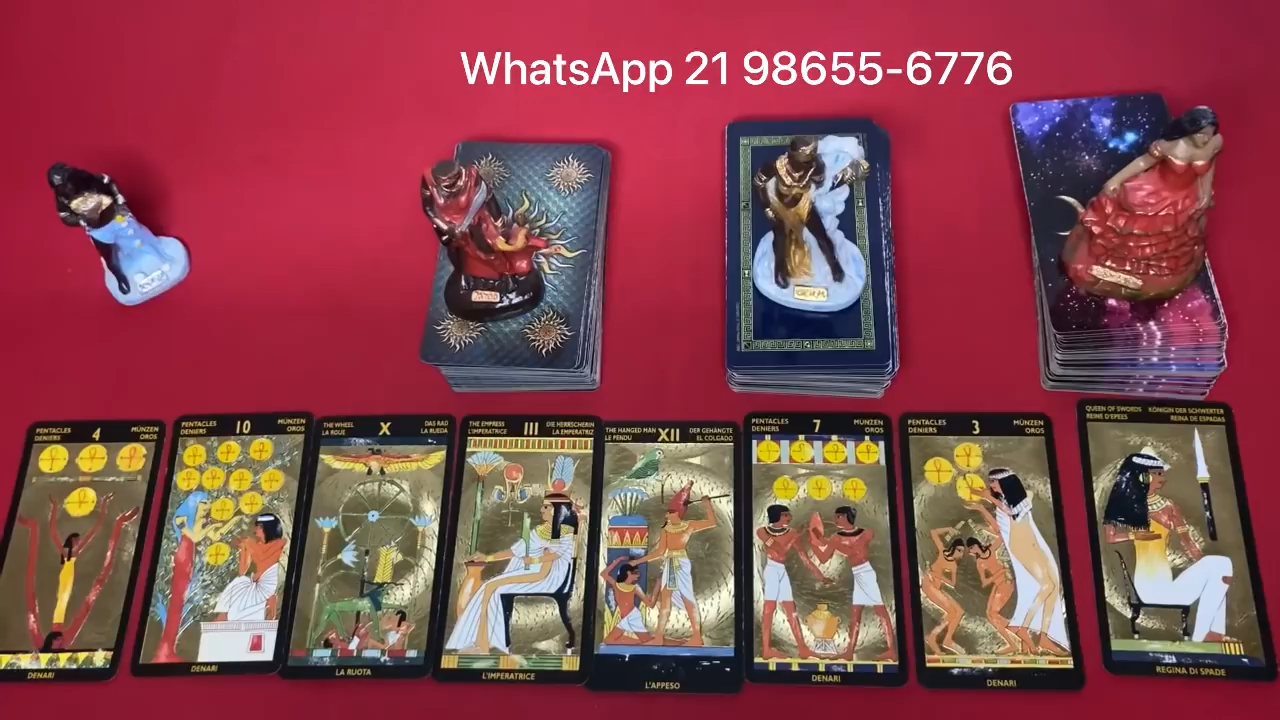 WhatsApp 21 98655-6776
PENTACLES
DENIERS
4
MÜNZEN
OROS
DENARI
PENTACLES
DENIERS
10
MÜNZEN
OROS
DENARI
THE WHEEL
LA ROUE
X
DAS RAD
LA RUEDA
LA RUOTA
THE EMPRESS
L'IMPERATRICE
III
DIE HERRSCHERIN
LA EMPERATRIZ
L'IMPERATRICE
THE HANGED MAN
LE PENDU
XII
DER GEHÄNGTE
EL COLGADO
L'APPESO
PENTACLES
DENIERS
7
MÜNZEN
OROS
DENARI
PENTACLES
DENIERS
3
MÜNZEN
OROS
DENARI
QUEEN OF SWORDS
REINE D'EPEES
KÖNIGIN DER SCHWERTER
REINA DE ESPADAS
REGINA DI SPADE